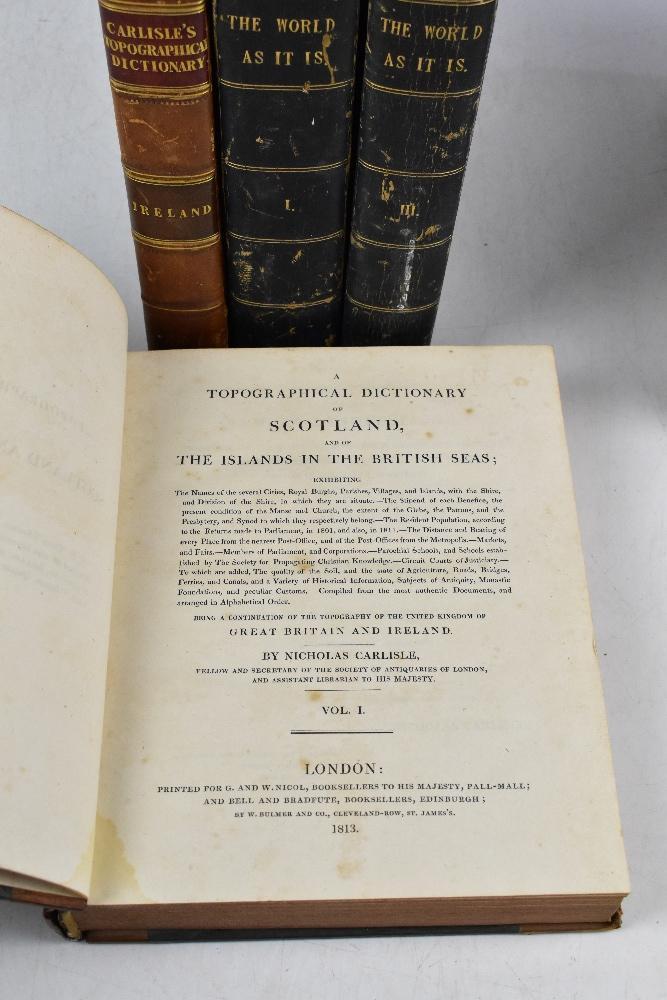 CARLISLE'S
TOPOGRAPHICAL
DICTIONARY
IRELAND
THE WORLD
AS IT IS.
I.
THE WORLD
AS IT IS.
III.
A
TOPOGRAPHICAL DICTIONARY
OF
SCOTLAND,
AND OF
THE ISLANDS IN THE BRITISH SEAS;
EXHIBITING
The Names of the several Cities, Royal Burghs, Parishes, Villages, and Islands, with the Shire,
and Division of the Shire, in which they are situate.—The Stipend of each Benefice, the
present condition of the Manse and Church, the extent of the Glebe, the Patrons, and the
Presbytery, and Synod to which they respectively belong.—The Resident Population, according
to the Returns made to Parliament, in 1801, and also, in 1811.—The Distance and Bearing of
every Place from the nearest Post-Office, and of the Post-Offices from the Metropolis.—Markets,
and Fairs.—Members of Parliament, and Corporations.—Parochial Schools, and Schools estab-
lished by The Society for Propagating Christian Knowledge.—Circuit Courts of Justiciary.—
To which are added, The quality of the Soil, and the state of Agriculture, Roads, Bridges,
Ferries, and Canals, and a Variety of Historical Information, Subjects of Antiquity, Monastic
Foundations, and peculiar Customs. Compiled from the most authentic Documents, and
arranged in Alphabetical Order.
BEING A CONTINUATION OF THE TOPOGRAPHY OF THE UNITED KINGDOM OF
GREAT BRITAIN AND IRELAND.
BY NICHOLAS CARLISLE,
FELLOW AND SECRETARY OF THE SOCIETY OF ANTIQUARIES OF LONDON,
AND ASSISTANT LIBRARIAN TO HIS MAJESTY.
VOL. I.
LONDON:
PRINTED FOR G. AND W. NICOL, BOOKSELLERS TO HIS MAJESTY, PALL-MALL;
AND BELL AND BRADFUTE, BOOKSELLERS, EDINBURGH;
BY W. BULMER AND CO., CLEVELAND-ROW, ST. JAMES'S.
1813.